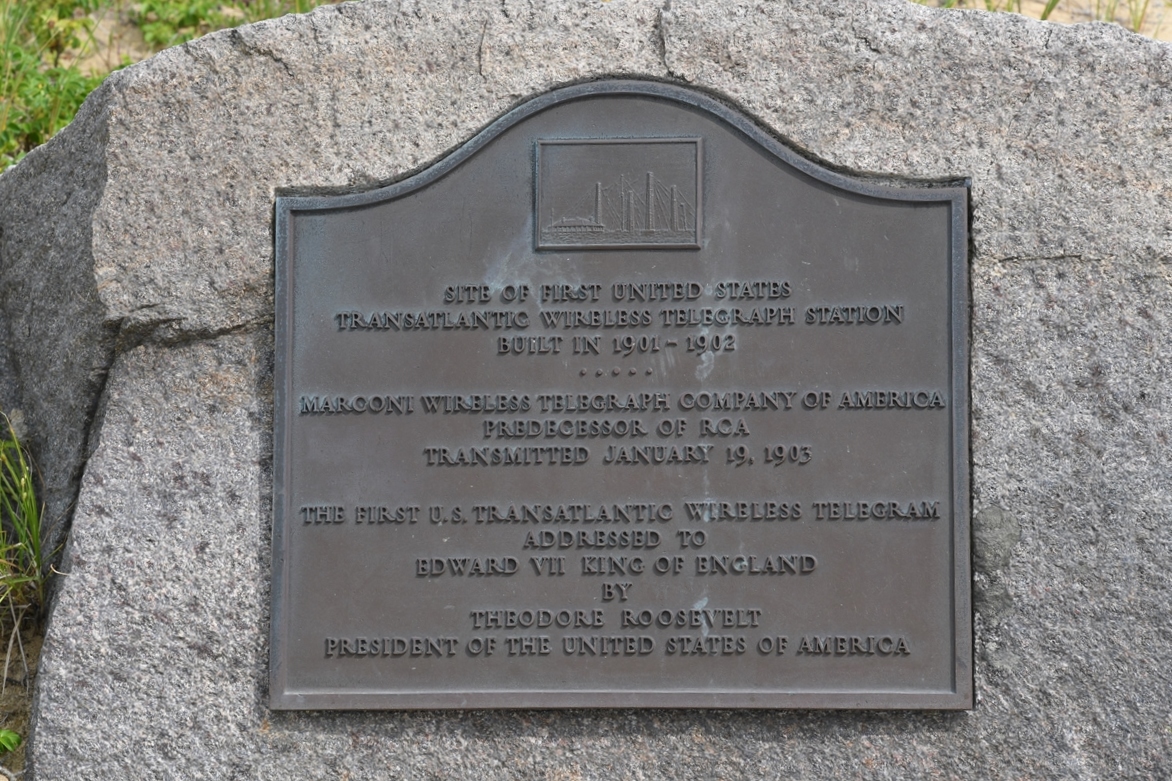 SITE OF FIRST UNITED STATES
TRANSATLANTIC WIRELESS TELEGRAPH STATION
BUILT IN 1901 - 1902
.....
MARCONI WIRELESS TELEGRAPH COMPANY OF AMERICA
PREDECESSOR OF RCA
TRANSMITTED JANUARY 19, 1903
THE FIRST U.S. TRANSATLANTIC WIRELESS TELEGRAM
ADDRESSED TO
EDWARD VII KING OF ENGLAND
BY
THEODORE ROOSEVELT
PRESIDENT OF THE UNITED STATES OF AMERICA